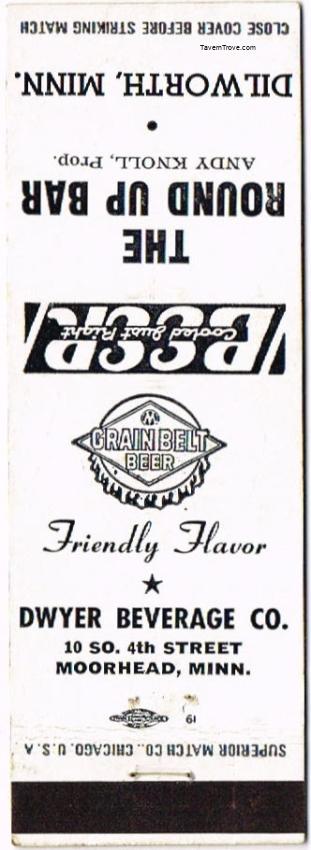 CLOSE COVER BEFORE STRIKING MATCH
TavernTrove.com
DILWORTH, MINN.
•
ANDY KNOLL, Prop.
THE
ROUND UP BAR
BEER
Cooled Just Right
GRAIN BELT
BEER
Friendly Flavor
★
DWYER BEVERAGE CO.
10 SO. 4th STREET
MOORHEAD, MINN.
19
SUPERIOR MATCH CO., CHICAGO, U. S. A